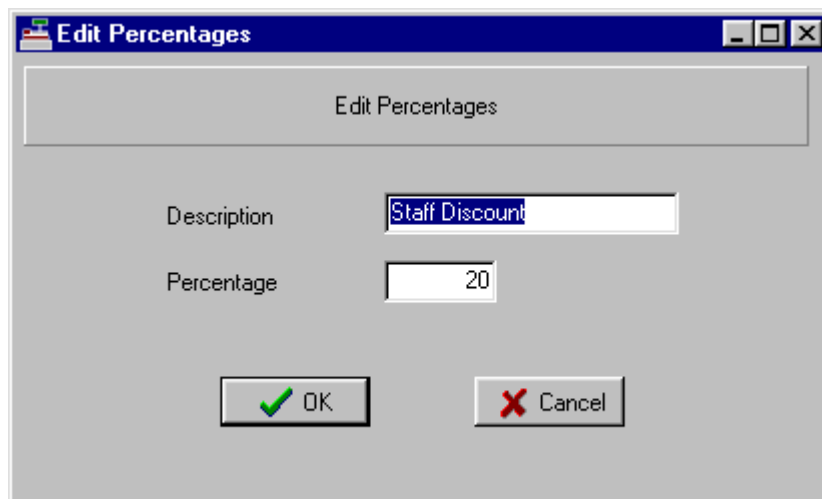 Edit Percentages
Edit Percentages
Description Staff Discount
Percentage 20
OK Cancel